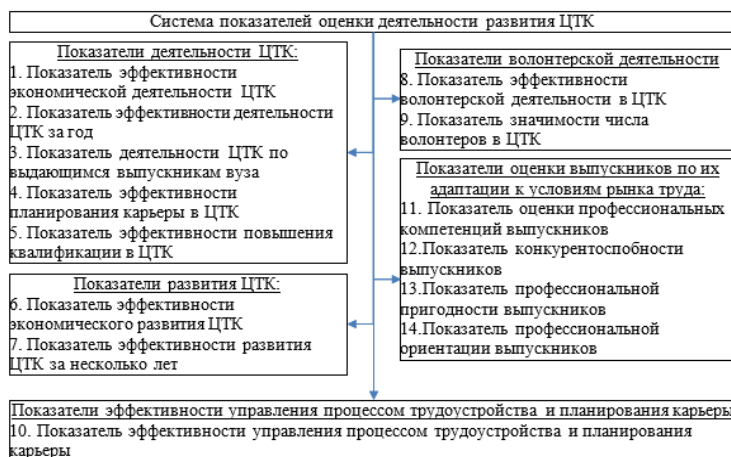 Система показателей оценки деятельности развития ЦТК
Показатели деятельности ЦТК:
1. Показатель эффективности
экономической деятельности ЦТК
2. Показатель эффективности деятельности
ЦТК за год
3. Показатель деятельности ЦТК по
выдающимся выпускникам вуза
4. Показатель эффективности
планирования карьеры в ЦТК
5. Показатель эффективности повышения
квалификации в ЦТК
Показатели развития ЦТК:
6. Показатель эффективности
экономического развития ЦТК
7. Показатель эффективности развития
ЦТК за несколько лет
Показатели волонтерской деятельности
8. Показатель эффективности
волонтерской деятельности в ЦТК
9. Показатель значимости числа
волонтеров в ЦТК
Показатели оценки выпускников по их
адаптации к условиям рынка труда:
11. Показатель оценки профессиональных
компетенций выпускников
12.Показатель конкурентоспобности
выпускников
13.Показатель профессиональной
пригодности выпускников
14.Показатель профессиональной
ориентации выпускников
Показатели эффективности управления процессом трудоустройства и планирования карьеры
10. Показатель эффективности управления процессом трудоустройства и планирования
карьеры